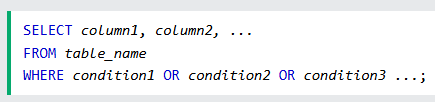 SELECT column1, column2, ...
FROM table_name
WHERE condition1 OR condition2 OR condition3 ...;